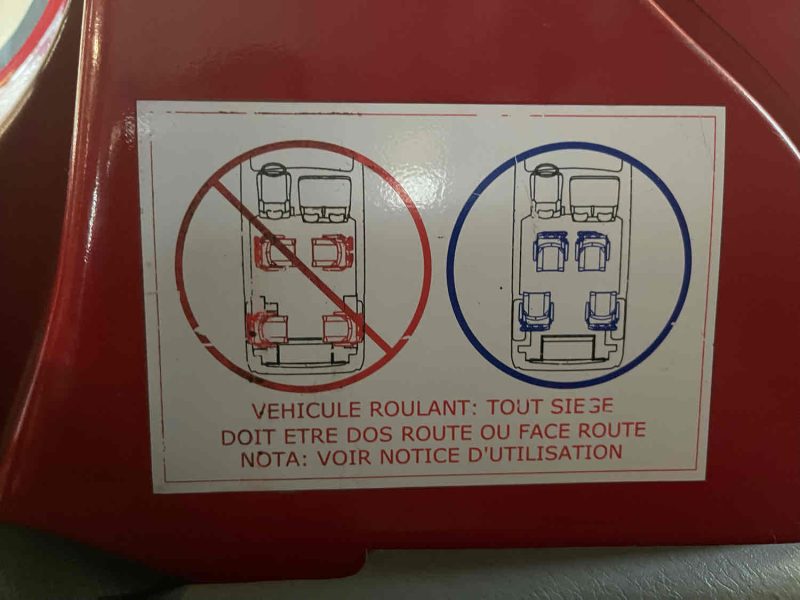 VEHICULE ROULANT: TOUT SIEGE
DOIT ETRE DOS ROUTE OU FACE ROUTE
NOTA: VOIR NOTICE D'UTILISATION